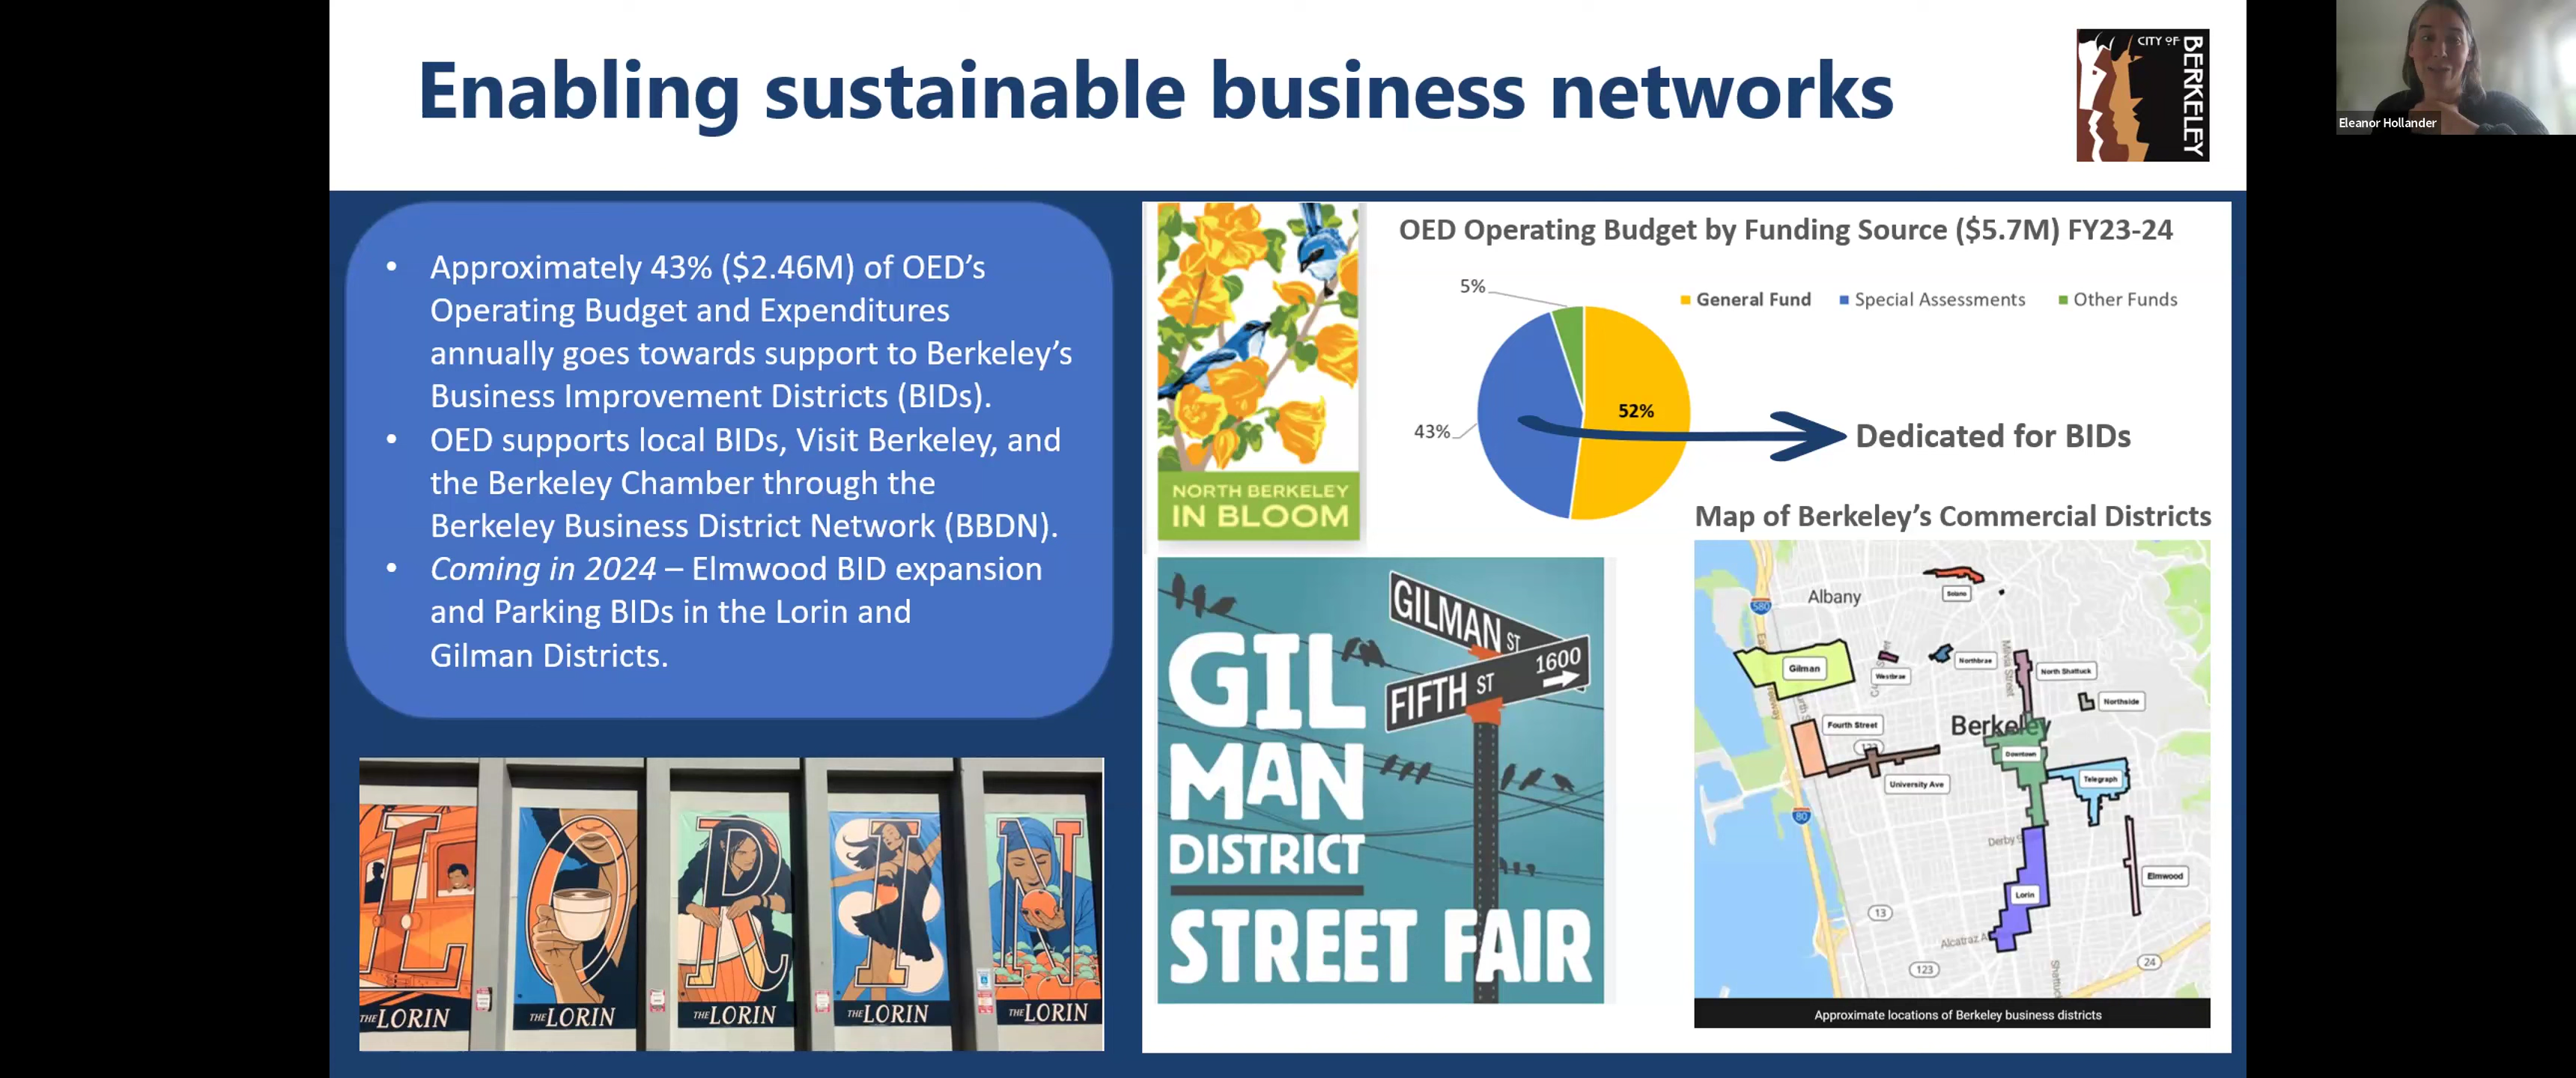 Enabling sustainable business networks
CITY OF
BERKELEY
Eleanor Hollander
• Approximately 43% ($2.46M) of OED's
Operating Budget and Expenditures
annually goes towards support to Berkeley's
Business Improvement Districts (BIDs).
• OED supports local BIDs, Visit Berkeley, and
the Berkeley Chamber through the
Berkeley Business District Network (BBDN).
• Coming in 2024 – Elmwood BID expansion
and Parking BIDs in the Lorin and
Gilman Districts.
L O R I N
THE LORIN
THE LORIN
THE LORIN
THE LORIN
THE LORIN
NORTH BERKELEY
IN BLOOM
OED Operating Budget by Funding Source ($5.7M) FY23-24
General Fund
Special Assessments
Other Funds
5%
52%
43%
Dedicated for BIDs
GILMAN ST
FIFTH ST 1600
GIL
MAN
DISTRICT
STREET FAIR
Map of Berkeley's Commercial Districts
Albany
Solano
580
Gilman
Westbrae
Northbrae
North Shattuck
Northside
Berkeley
Fourth Street
University Ave
Downtown
Telegraph
80
Derby
Elmwood
Lorin
13
Alcatraz A
123
24
Approximate locations of Berkeley business districts